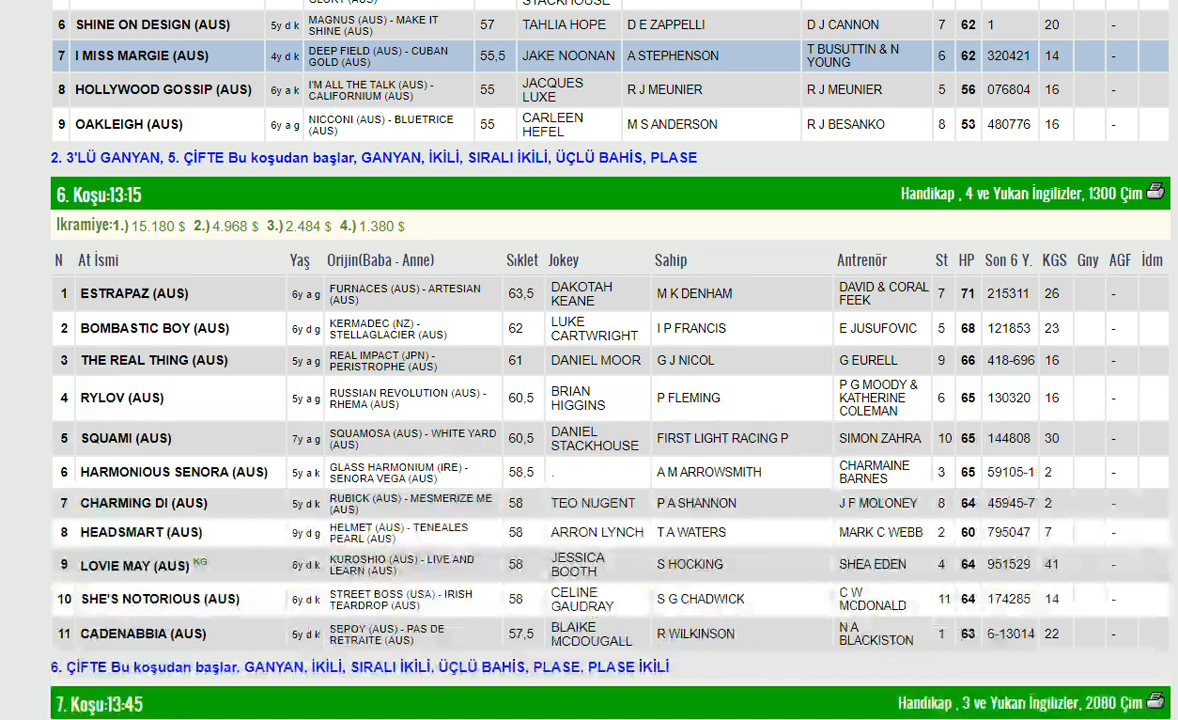 STACKHOUSE
6 SHINE ON DESIGN (AUS) 5y d k MAGNUS (AUS) - MAKE IT SHINE (AUS) 57 TAHLIA HOPE D E ZAPPELLI D J CANNON 7 62 1 20 -
7 I MISS MARGIE (AUS) 4y d k DEEP FIELD (AUS) - CUBAN GOLD (AUS) 55,5 JAKE NOONAN A STEPHENSON T BUSUTTIN & N YOUNG 6 62 320421 14 -
8 HOLLYWOOD GOSSIP (AUS) 6y a k I'M ALL THE TALK (AUS) - CALIFORNIUM (AUS) 55 JACQUES LUXE R J MEUNIER R J MEUNIER 5 56 076804 16 -
9 OAKLEIGH (AUS) 6y a g NICCONI (AUS) - BLUETRICE (AUS) 55 CARLEEN HEFEL M S ANDERSON R J BESANKO 8 53 480776 16 -
2. 3'LÜ GANYAN, 5. ÇİFTE Bu koşudan başlar, GANYAN, İKİLİ, SIRALI İKİLİ, ÜÇLÜ BAHİS, PLASE
6. Koşu:13:15 Handikap , 4 ve Yukarı İngilizler, 1300 Çim
İkramiye:1.) 15.180 $ 2.) 4.968 $ 3.) 2.484 $ 4.) 1.380 $
N At İsmi Yaş Orijin(Baba - Anne) Sıklet Jokey Sahip Antrenör St HP Son 6 Y. KGS Gny AGF İdm
1 ESTRAPAZ (AUS) 6y a g FURNACES (AUS) - ARTESIAN (AUS) 63,5 DAKOTAH KEANE M K DENHAM DAVID & CORAL FEEK 7 71 215311 26 -
2 BOMBASTIC BOY (AUS) 6y d g KERMADEC (NZ) - STELLAGLACIER (AUS) 62 LUKE CARTWRIGHT I P FRANCIS E JUSUFOVIC 5 68 121853 23 -
3 THE REAL THING (AUS) 5y a g REAL IMPACT (JPN) - PERISTROPHE (AUS) 61 DANIEL MOOR G J NICOL G EURELL 9 66 418-696 16 -
4 RYLOV (AUS) 5y a g RUSSIAN REVOLUTION (AUS) - RHEMA (AUS) 60,5 BRIAN HIGGINS P FLEMING P G MOODY & KATHERINE COLEMAN 6 65 130320 16 -
5 SQUAMI (AUS) 7y a g SQUAMOSA (AUS) - WHITE YARD (AUS) 60,5 DANIEL STACKHOUSE FIRST LIGHT RACING P SIMON ZAHRA 10 65 144808 30 -
6 HARMONIOUS SENORA (AUS) 5y a k GLASS HARMONIUM (IRE) - SENORA VEGA (AUS) 58,5 . A M ARROWSMITH CHARMAINE BARNES 3 65 59105-1 2 -
7 CHARMING DI (AUS) 5y d k RUBICK (AUS) - MESMERIZE ME (AUS) 58 TEO NUGENT P A SHANNON J F MOLONEY 8 64 45945-7 2 -
8 HEADSMART (AUS) 9y d g HELMET (AUS) - TENEALES PEARL (AUS) 58 ARRON LYNCH T A WATERS MARK C WEBB 2 60 795047 7 -
9 LOVIE MAY (AUS) KG 6y d k KUROSHIO (AUS) - LIVE AND LEARN (AUS) 58 JESSICA BOOTH S HOCKING SHEA EDEN 4 64 951529 41 -
10 SHE'S NOTORIOUS (AUS) 6y d k STREET BOSS (USA) - IRISH TEARDROP (AUS) 58 CELINE GAUDRAY S G CHADWICK C W MCDONALD 11 64 174285 14 -
11 CADENABBIA (AUS) 5y d k SEPOY (AUS) - PAS DE RETRAITE (AUS) 57,5 BLAIKE MCDOUGALL R WILKINSON N A BLACKISTON 1 63 6-13014 22 -
6. ÇİFTE Bu koşudan başlar, GANYAN, İKİLİ, SIRALI İKİLİ, ÜÇLÜ BAHİS, PLASE, PLASE İKİLİ
7. Koşu:13:45 Handikap , 3 ve Yukarı İngilizler, 2080 Çim